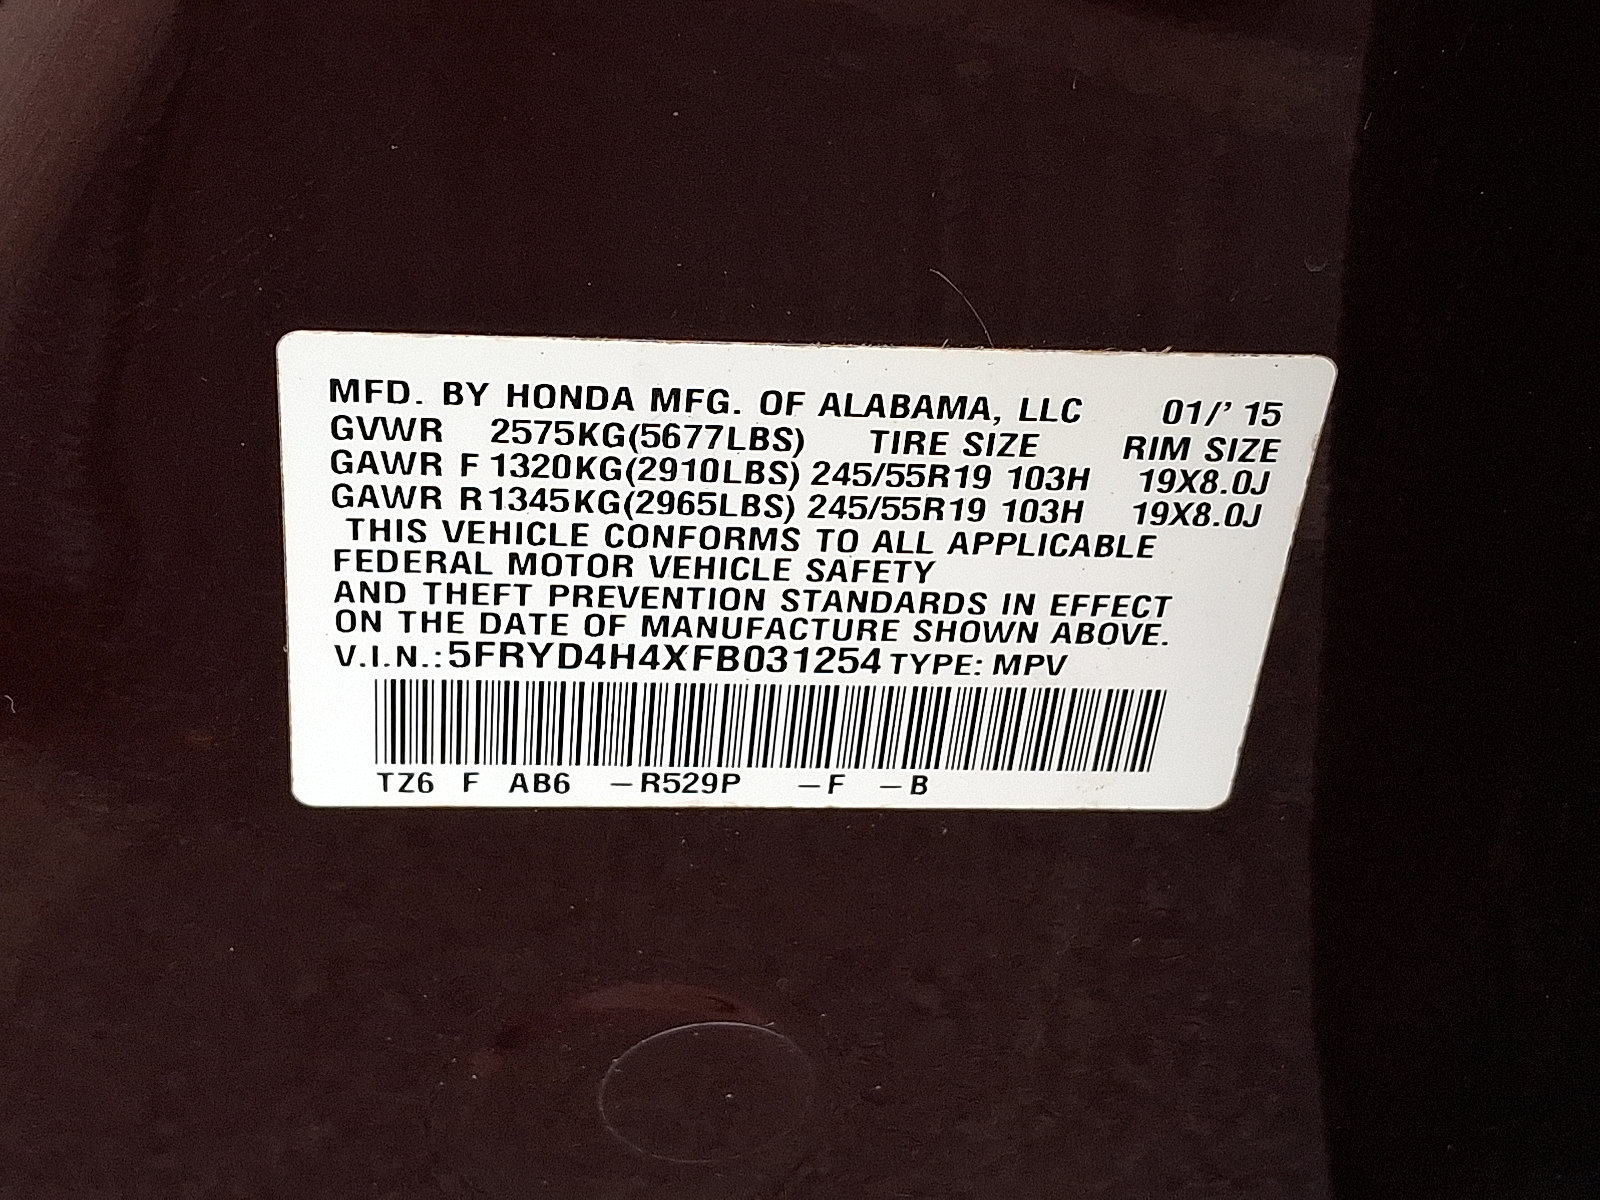 MFD. BY HONDA MFG. OF ALABAMA, LLC 01/' 15
GVWR 2575KG(5677LBS) TIRE SIZE RIM SIZE
GAWR F 1320KG(2910LBS) 245/55R19 103H 19X8.0J
GAWR R 1345KG(2965LBS) 245/55R19 103H 19X8.0J
THIS VEHICLE CONFORMS TO ALL APPLICABLE
FEDERAL MOTOR VEHICLE SAFETY
AND THEFT PREVENTION STANDARDS IN EFFECT
ON THE DATE OF MANUFACTURE SHOWN ABOVE.
V.I.N.: 5FRYD4H4XFB031254 TYPE: MPV
TZ6 F AB6 –R529P –F –B